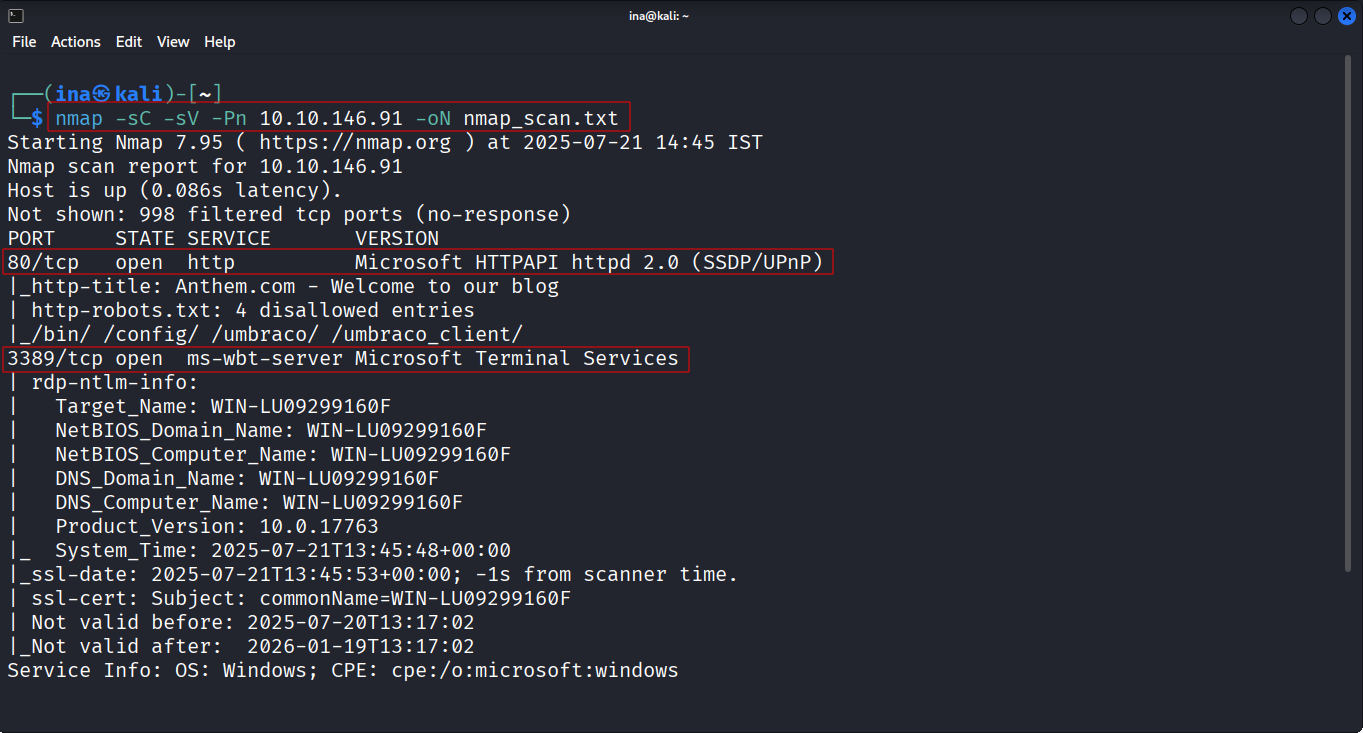 ina@kali: ~
File Actions Edit View Help
┌──(ina㉿kali)-[~]
└─$ nmap -sC -sV -Pn 10.10.146.91 -oN nmap_scan.txt
Starting Nmap 7.95 ( https://nmap.org ) at 2025-07-21 14:45 IST
Nmap scan report for 10.10.146.91
Host is up (0.086s latency).
Not shown: 998 filtered tcp ports (no-response)
PORT     STATE SERVICE       VERSION
80/tcp   open  http          Microsoft HTTPAPI httpd 2.0 (SSDP/UPnP)
|_http-title: Anthem.com - Welcome to our blog
| http-robots.txt: 4 disallowed entries
|_/bin/ /config/ /umbraco/ /umbraco_client/
3389/tcp open  ms-wbt-server Microsoft Terminal Services
| rdp-ntlm-info:
|   Target_Name: WIN-LU09299160F
|   NetBIOS_Domain_Name: WIN-LU09299160F
|   NetBIOS_Computer_Name: WIN-LU09299160F
|   DNS_Domain_Name: WIN-LU09299160F
|   DNS_Computer_Name: WIN-LU09299160F
|   Product_Version: 10.0.17763
|_  System_Time: 2025-07-21T13:45:48+00:00
|_ssl-date: 2025-07-21T13:45:53+00:00; -1s from scanner time.
| ssl-cert: Subject: commonName=WIN-LU09299160F
| Not valid before: 2025-07-20T13:17:02
|_Not valid after:  2026-01-19T13:17:02
Service Info: OS: Windows; CPE: cpe:/o:microsoft:windows